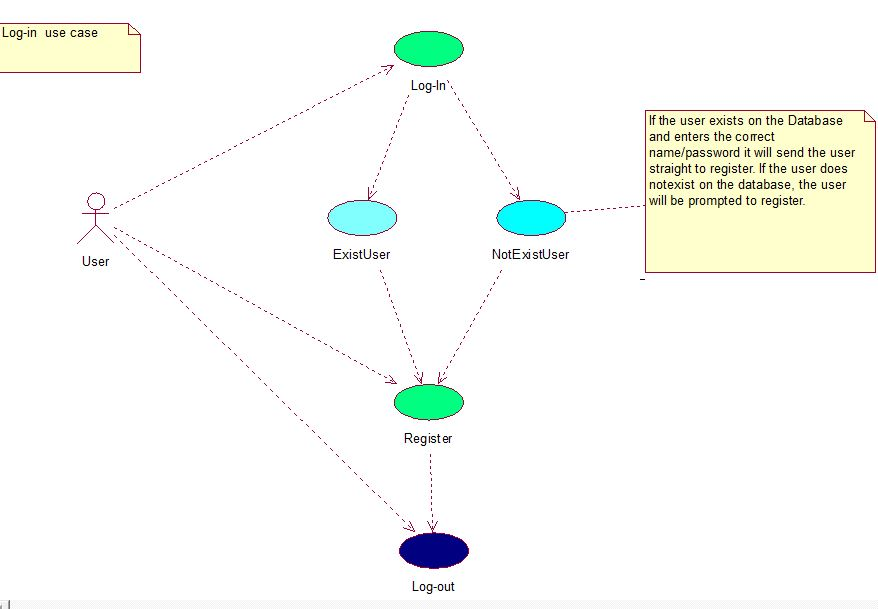 Log-in use case
Log-In
If the user exists on the Database
and enters the correct
name/password it will send the user
straight to register. If the user does
notexist on the database, the user
will be prompted to register.
User
ExistUser
NotExistUser
Register
Log-out